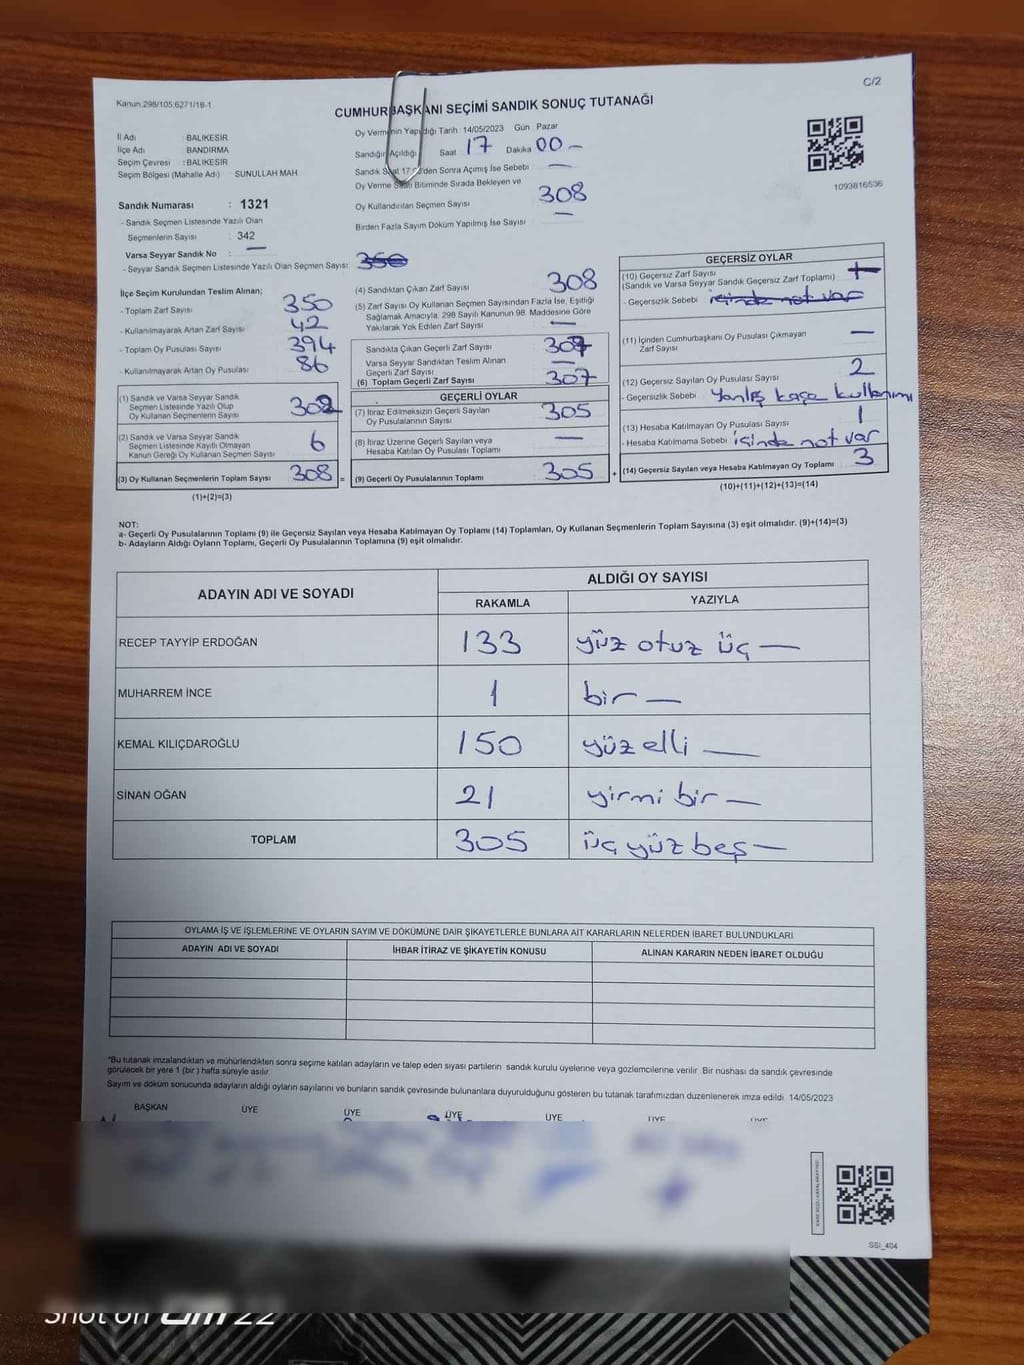 C/2
Kanun:298/105.6271/18-1
CUMHURBAŞKANI SEÇİMİ SANDIK SONUÇ TUTANAĞI
İl Adı : BALIKESİR
İlçe Adı : BANDIRMA
Seçim Çevresi : BALIKESİR
Seçim Bölgesi (Mahalle Adı) : SUNULLAH MAH.
Oy Vermenin Yapıldığı Tarih 14/05/2023 Gün Pazar
Sandığın Açıldığı Saat 17 Dakika 00 -
Sandık Saat 17:00'den Sonra Açılmış İse Sebebi —
Oy Verme Süresi Bitiminde Sırada Bekleyen ve
Oy Kullandırılan Seçmen Sayısı 308
Birden Fazla Sayım Döküm Yapılmış İse Sayısı —
1093816536
Sandık Numarası : 1321
- Sandık Seçmen Listesinde Yazılı Olan
Seçmenlerin Sayısı : 342
Varsa Seyyar Sandık No : —
- Seyyar Sandık Seçmen Listesinde Yazılı Olan Seçmen Sayısı: 350
İlçe Seçim Kurulundan Teslim Alınan;
- Toplam Zarf Sayısı 350
- Kullanılmayarak Artan Zarf Sayısı 42
- Toplam Oy Pusulası Sayısı 394
- Kullanılmayarak Artan Oy Pusulası 86
(1) Sandık ve Varsa Seyyar Sandık
Seçmen Listesinde Yazılı Olup
Oy Kullanan Seçmenlerin Sayısı 302
(2) Sandık ve Varsa Seyyar Sandık
Seçmen Listesinde Kayıtlı Olmayan
Kanun Gereği Oy Kullanan Seçmen Sayısı 6
(3) Oy Kullanan Seçmenlerin Toplam Sayısı 308 =
(1)+(2)=(3)
(4) Sandıktan Çıkan Zarf Sayısı 308
(5) Zarf Sayısı Oy Kullanan Seçmen Sayısından Fazla İse, Eşitliği
Sağlamak Amacıyla, 298 Sayılı Kanunun 98. Maddesine Göre
Yakılarak Yok Edilen Zarf Sayısı —
Sandıkta Çıkan Geçerli Zarf Sayısı 307
Varsa Seyyar Sandıktan Teslim Alınan
Geçerli Zarf Sayısı —
(6) Toplam Geçerli Zarf Sayısı 307
GEÇERLİ OYLAR
(7) İtiraz Edilmeksizin Geçerli Sayılan
Oy Pusulasının Sayısı 305
(8) İtiraz Üzerine Geçerli Sayılan veya
Hesaba Katılan Oy Pusulası Toplamı —
(9) Geçerli Oy Pusulalarının Toplamı 305 +
GEÇERSİZ OYLAR
(10) Geçersiz Zarf Sayısı
(Sandık ve Varsa Seyyar Sandık Geçersiz Zarf Toplamı)
- Geçersizlik Sebebi içinde not var
(11) İçinden Cumhurbaşkanı Oy Pusulası Çıkmayan
Zarf Sayısı —
(12) Geçersiz Sayılan Oy Pusulası Sayısı 2
- Geçersizlik Sebebi Yanlış kaşe kullanımı
(13) Hesaba Katılmayan Oy Pusulası Sayısı 1
- Hesaba Katılmama Sebebi içinde not var
(14) Geçersiz Sayılan veya Hesaba Katılmayan Oy Toplamı 3
(10)+(11)+(12)+(13)=(14)
NOT:
a- Geçerli Oy Pusulalarının Toplamı (9) ile Geçersiz Sayılan veya Hesaba Katılmayan Oy Toplamı (14) Toplamları, Oy Kullanan Seçmenlerin Toplam Sayısına (3) eşit olmalıdır. (9)+(14)=(3)
b- Adayların Aldığı Oyların Toplamı, Geçerli Oy Pusulalarının Toplamına (9) eşit olmalıdır.
ADAYIN ADI VE SOYADI
ALDIĞI OY SAYISI
RAKAMLA YAZIYLA
RECEP TAYYİP ERDOĞAN 133 yüz otuz üç —
MUHARREM İNCE 1 bir —
KEMAL KILIÇDAROĞLU 150 yüz elli —
SİNAN OĞAN 21 yirmi bir —
TOPLAM 305 üç yüz beş —
OYLAMA İŞ VE İŞLEMLERİNE VE OYLARIN SAYIM VE DÖKÜMÜNE DAİR ŞİKAYETLERLE BUNLARA AİT KARARLARIN NELERDEN İBARET BULUNDUKLARI
ADAYIN ADI VE SOYADI İHBAR İTİRAZ VE ŞİKAYETİN KONUSU ALINAN KARARIN NEDEN İBARET OLDUĞU
*Bu tutanak imzalandıktan ve mühürlendikten sonra seçime katılan adayların ve talep eden siyasi partilerin sandık kurulu üyelerine veya gözlemcilerine verilir. Bir nüshası da sandık çevresinde
görülecek bir yere 1 (bir) hafta süreyle asılır.
Sayım ve döküm sonucunda adayların aldığı oyların sayılarını ve bunların sandık çevresinde bulunanlara duyurulduğunu gösteren bu tutanak tarafımızdan düzenlenerek imza edildi. 14/05/2023
BAŞKAN ÜYE ÜYE ÜYE ÜYE ÜYE ÜYE
SSI_404
Shot on